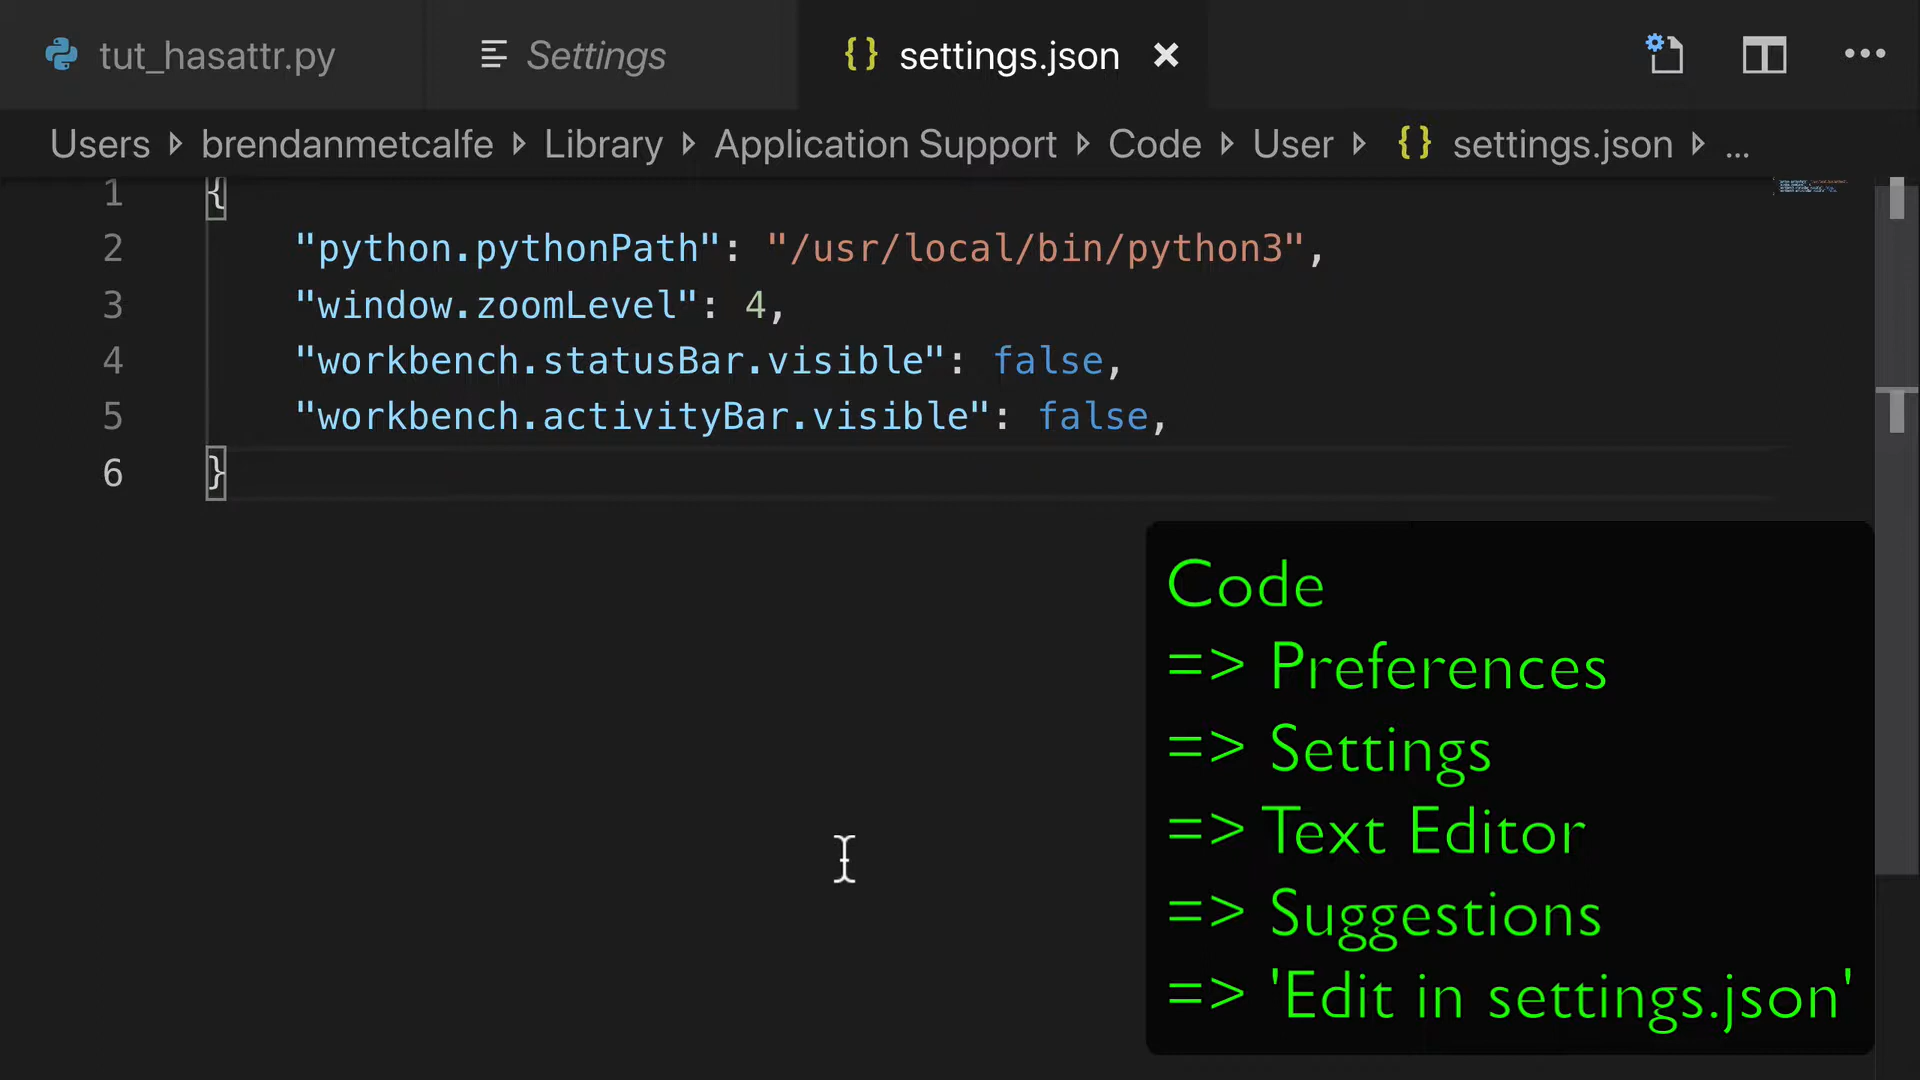 tut_hasattr.py Settings {} settings.json
Users brendanmetcalfe Library Application Support Code User {} settings.json ...
1 {
2 "python.pythonPath": "/usr/local/bin/python3",
3 "window.zoomLevel": 4,
4 "workbench.statusBar.visible": false,
5 "workbench.activityBar.visible": false,
6 }
Code
=> Preferences
=> Settings
=> Text Editor
=> Suggestions
=> 'Edit in settings.json'